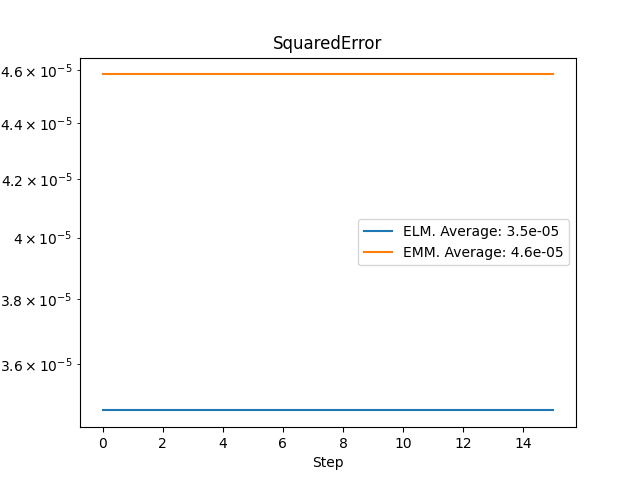 SquaredError
4.6 × 10⁻⁵
4.4 × 10⁻⁵
4.2 × 10⁻⁵
4 × 10⁻⁵
3.8 × 10⁻⁵
3.6 × 10⁻⁵
ELM. Average: 3.5e-05
EMM. Average: 4.6e-05
0 2 4 6 8 10 12 14
Step